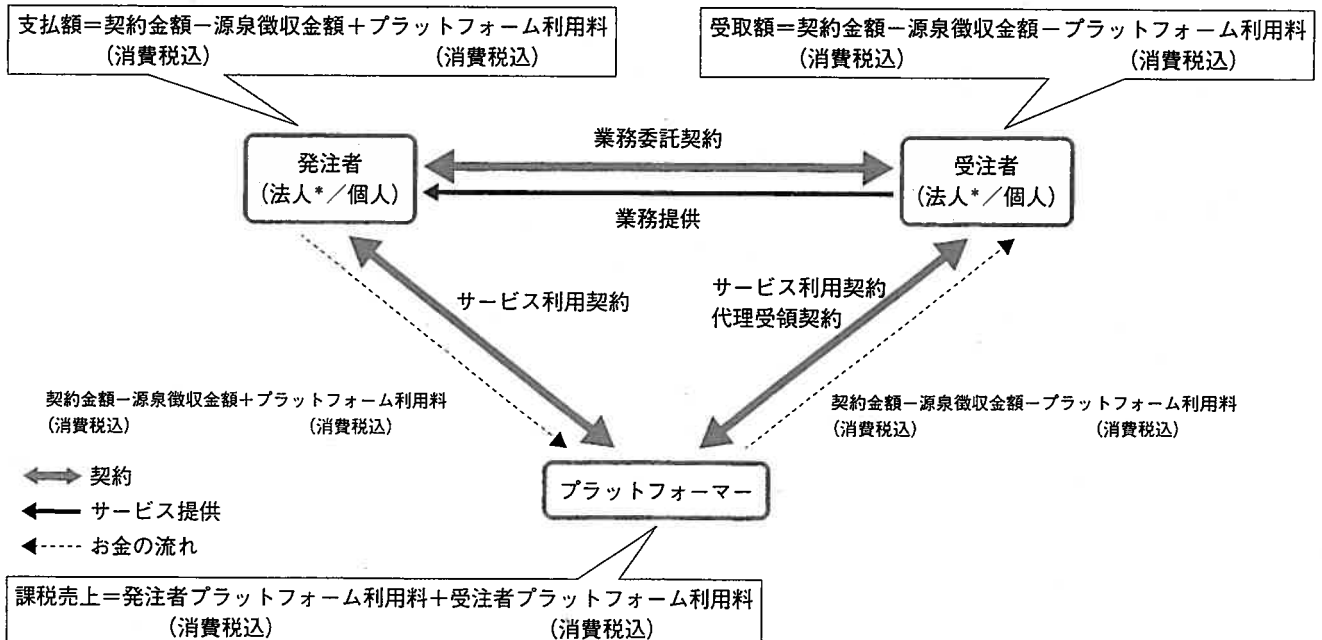 支払額=契約金額−源泉徴収金額+プラットフォーム利用料
(消費税込) (消費税込)
受取額=契約金額−源泉徴収金額−プラットフォーム利用料
(消費税込) (消費税込)
発注者
(法人*/個人)
業務委託契約
業務提供
受注者
(法人*/個人)
サービス利用契約
サービス利用契約
代理受領契約
契約金額−源泉徴収金額+プラットフォーム利用料
(消費税込) (消費税込)
契約金額−源泉徴収金額−プラットフォーム利用料
(消費税込) (消費税込)
プラットフォーマー
契約
サービス提供
お金の流れ
課税売上=発注者プラットフォーム利用料+受注者プラットフォーム利用料
(消費税込) (消費税込)